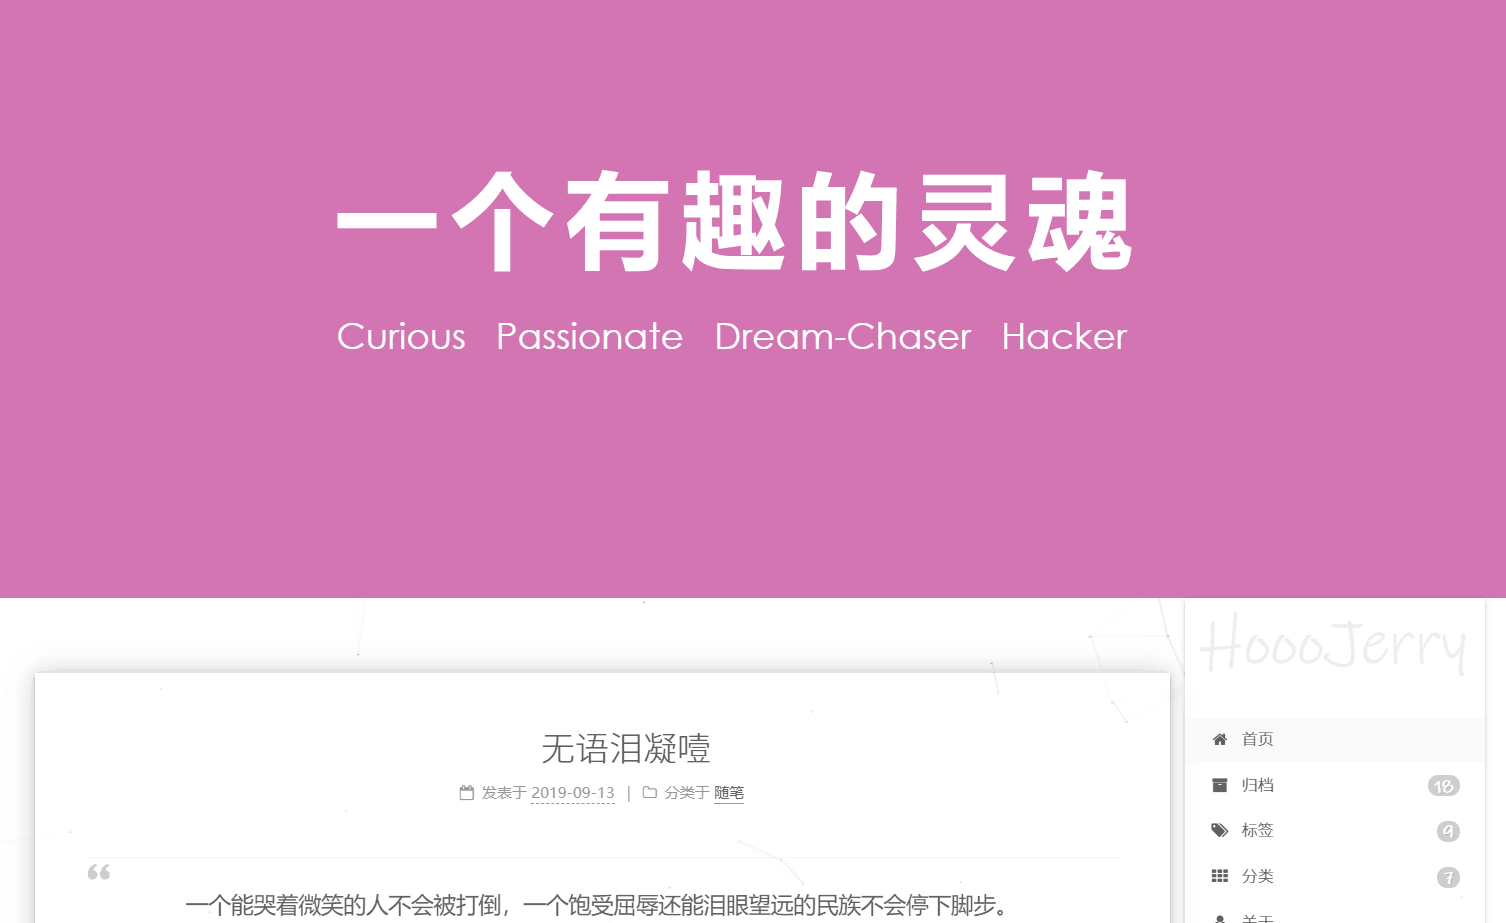 一个有趣的灵魂
Curious Passionate Dream-Chaser Hacker
HoooJerry
首页
归档 18
标签 9
分类 7
关于
无语泪凝噎
发表于 2019-09-13 | 分类于 随笔
“
一个能哭着微笑的人不会被打倒，一个饱受屈辱还能泪眼望远的民族不会停下脚步。